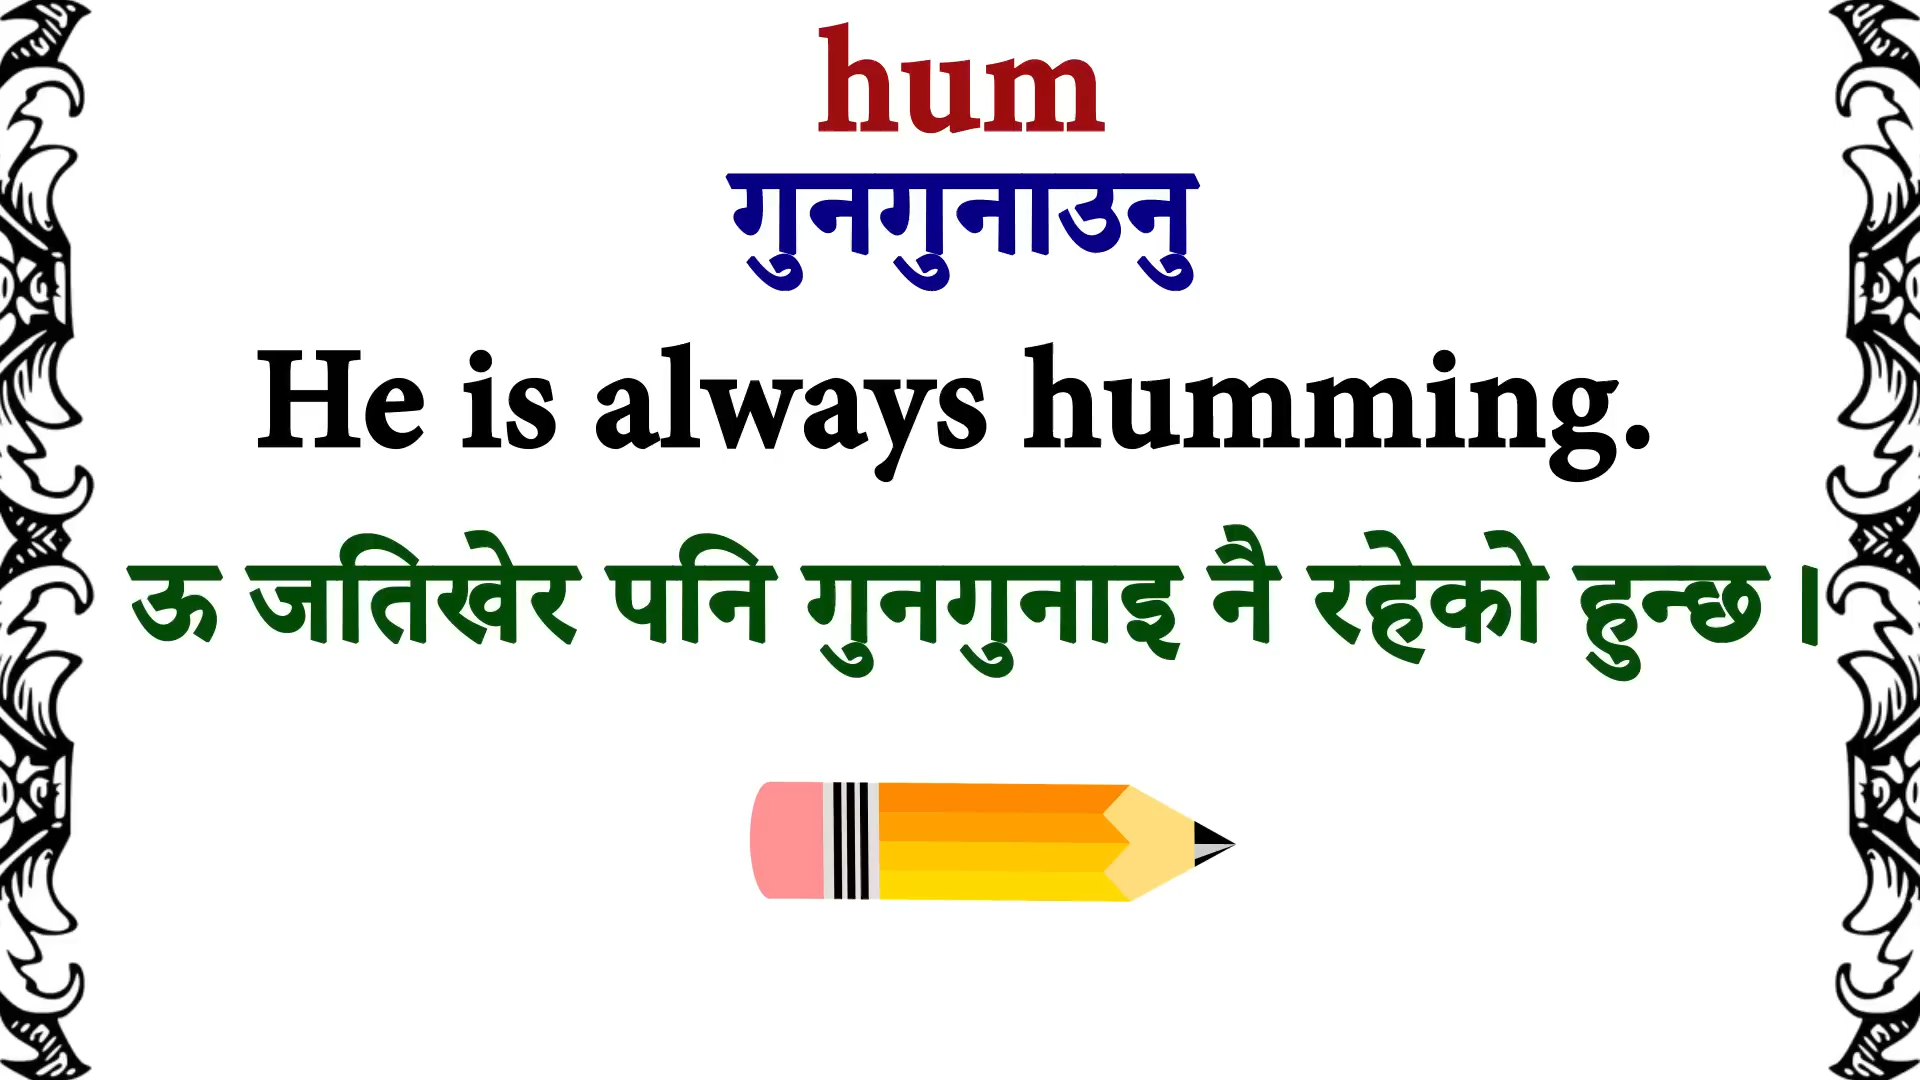 hum
गुनगुनाउनु
He is always humming.
ऊ जतिखेर पनि गुनगुनाइ नै रहेको हुन्छ ।